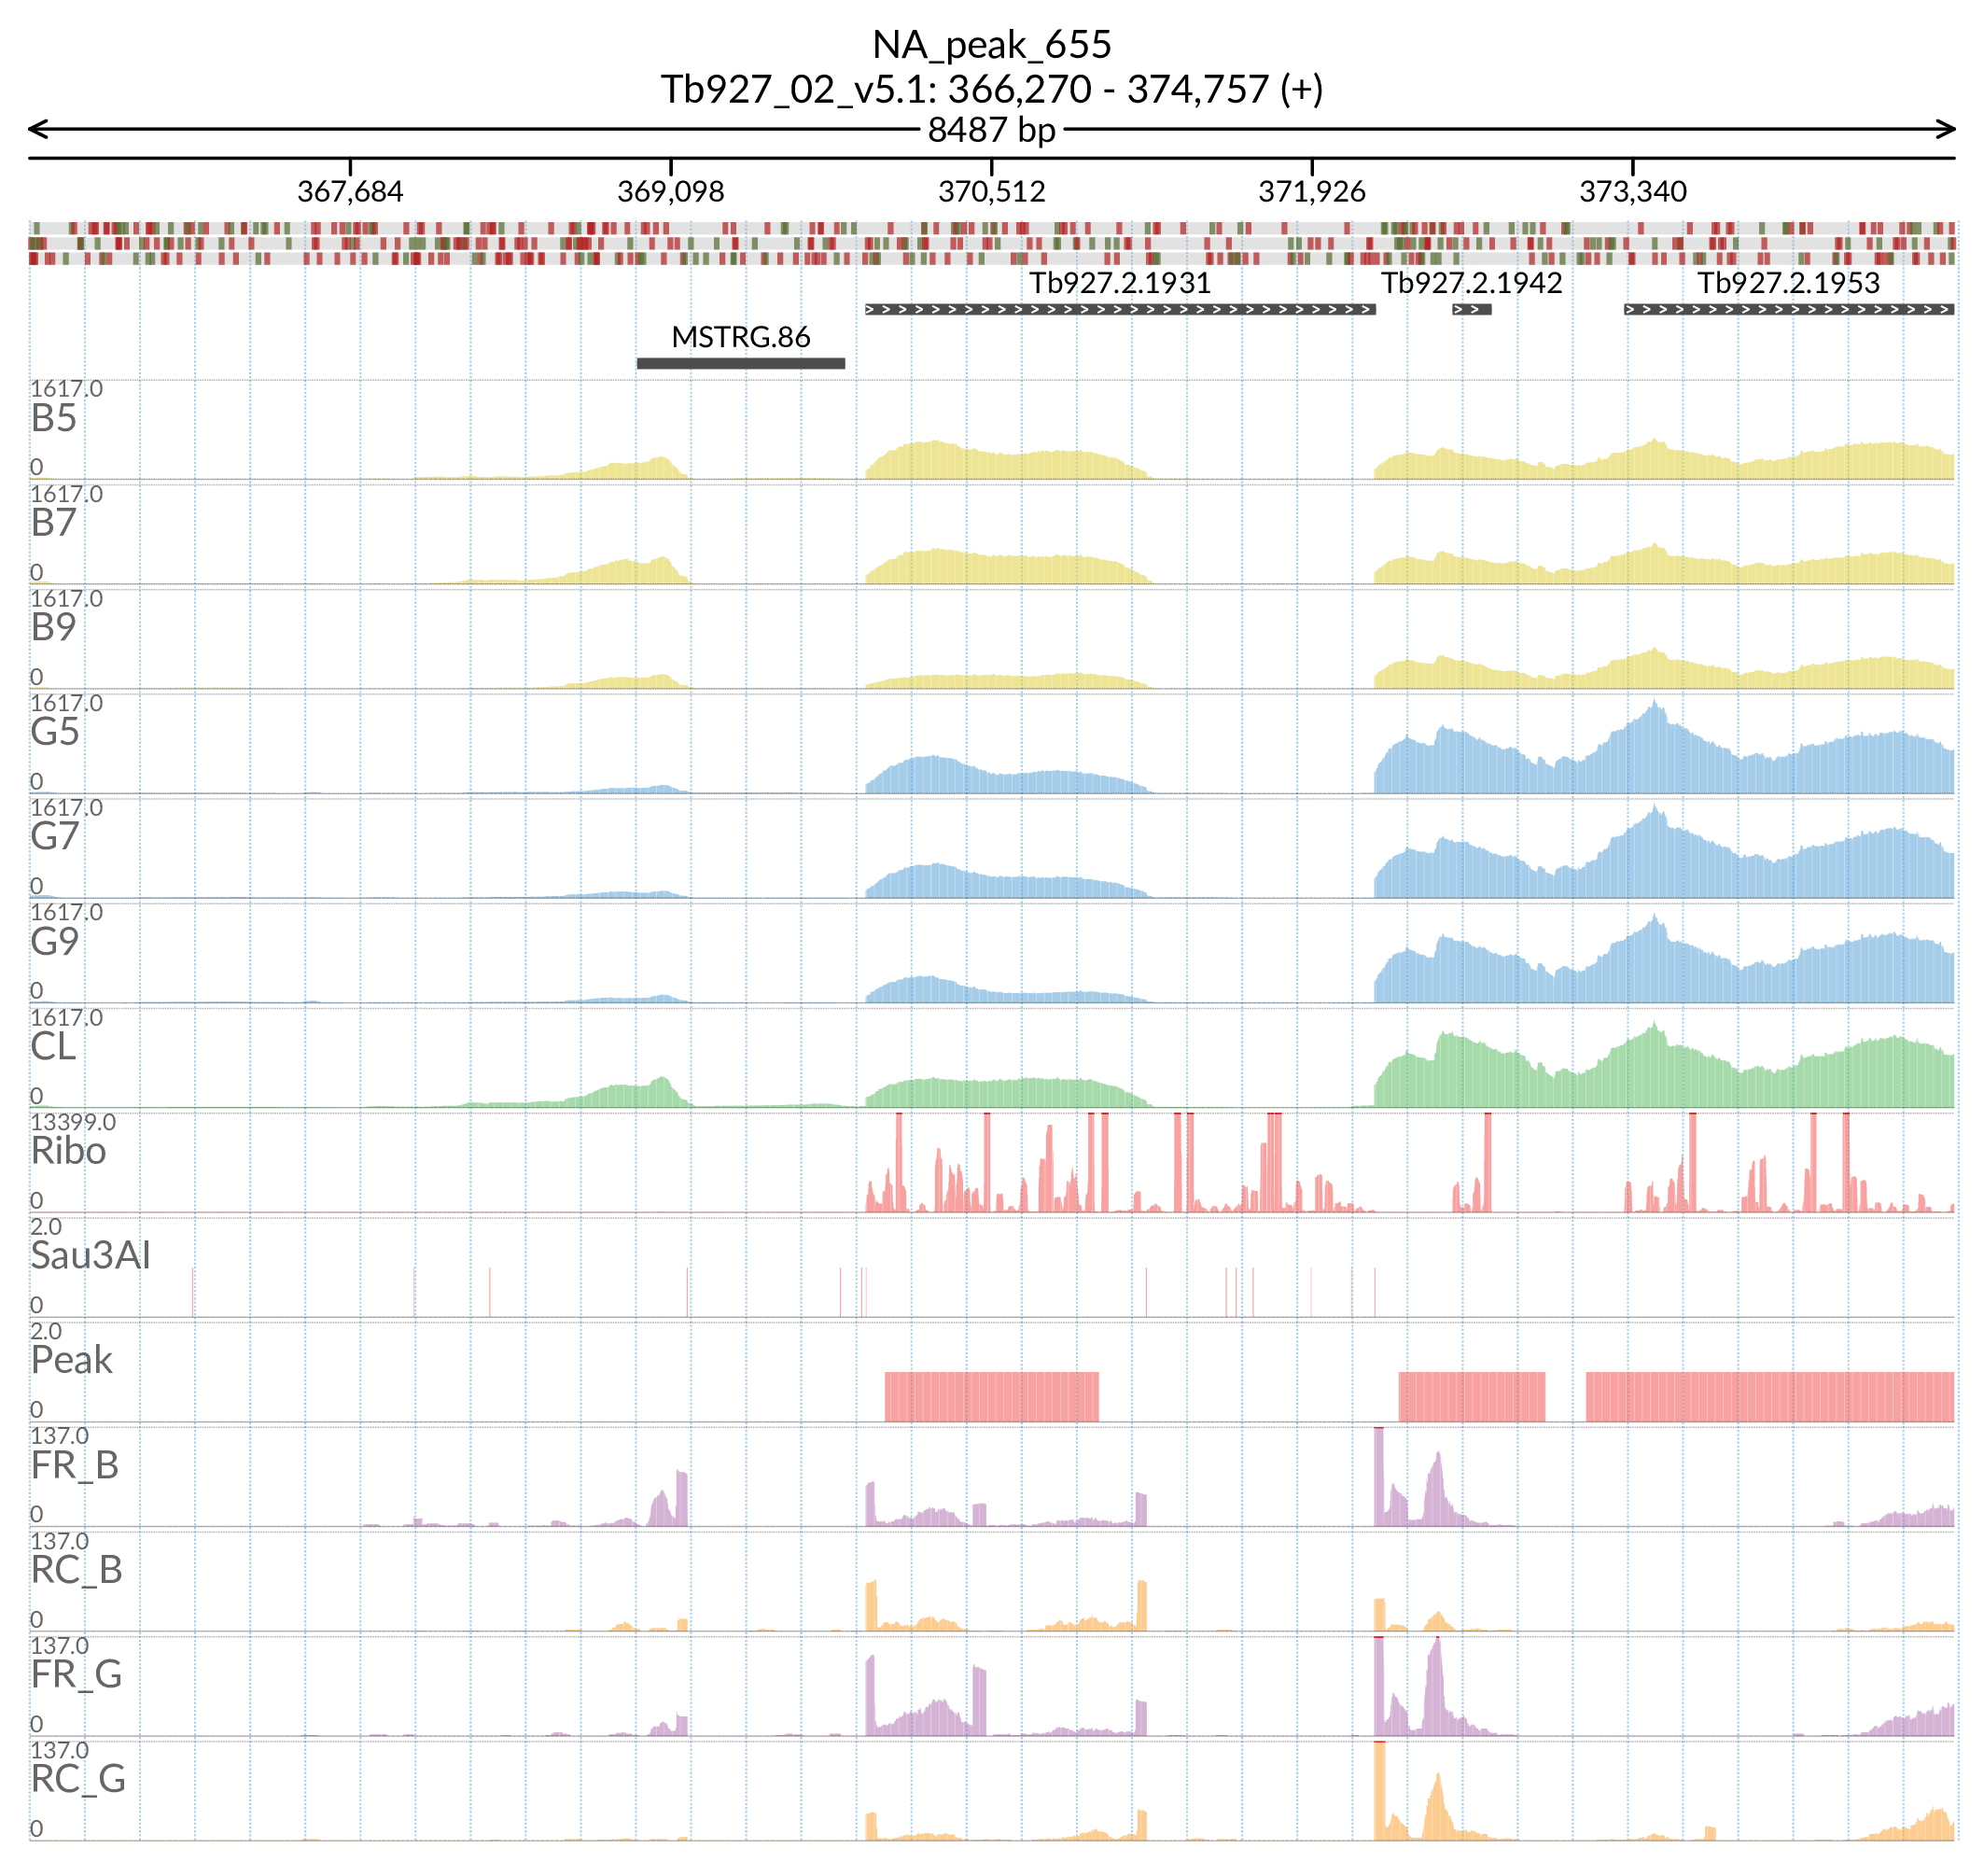 NA_peak_655
Tb927_02_v5.1: 366,270 - 374,757 (+)
8487 bp
367,684 369,098 370,512 371,926 373,340
Tb927.2.1931 Tb927.2.1942 Tb927.2.1953
MSTRG.86
1617.0
B5
0
1617.0
B7
0
1617.0
B9
0
1617.0
G5
0
1617.0
G7
0
1617.0
G9
0
1617.0
CL
0
13399.0
Ribo
0
2.0
Sau3AI
0
2.0
Peak
0
137.0
FR_B
0
137.0
RC_B
0
137.0
FR_G
0
137.0
RC_G
0